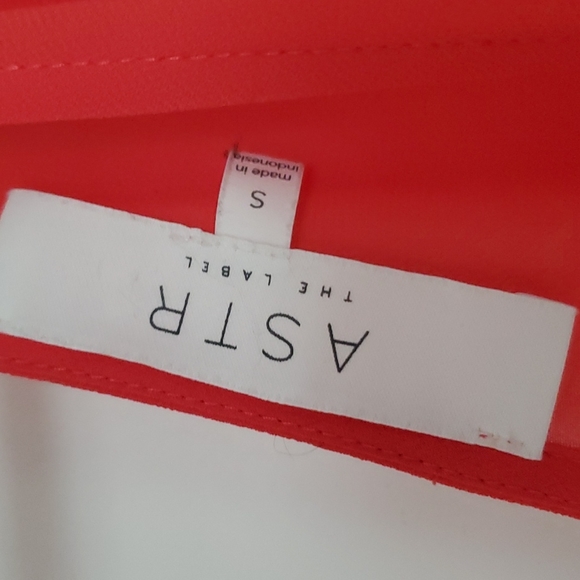 ASTR
THE LABEL
S
made in
indonesia